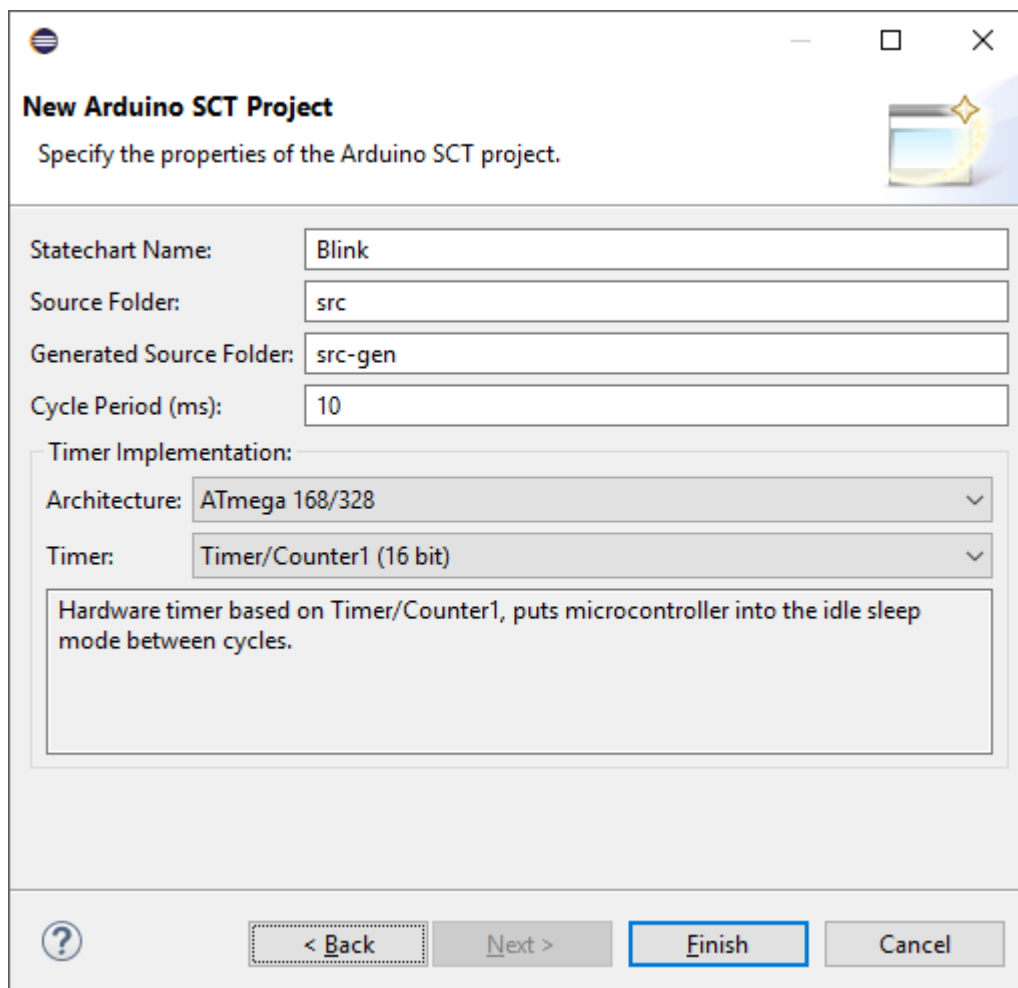 New Arduino SCT Project
Specify the properties of the Arduino SCT project.
Statechart Name: Blink
Source Folder: src
Generated Source Folder: src-gen
Cycle Period (ms): 10
Timer Implementation:
Architecture: ATmega 168/328
Timer: Timer/Counter1 (16 bit)
Hardware timer based on Timer/Counter1, puts microcontroller into the idle sleep
mode between cycles.
? < Back Next > Finish Cancel